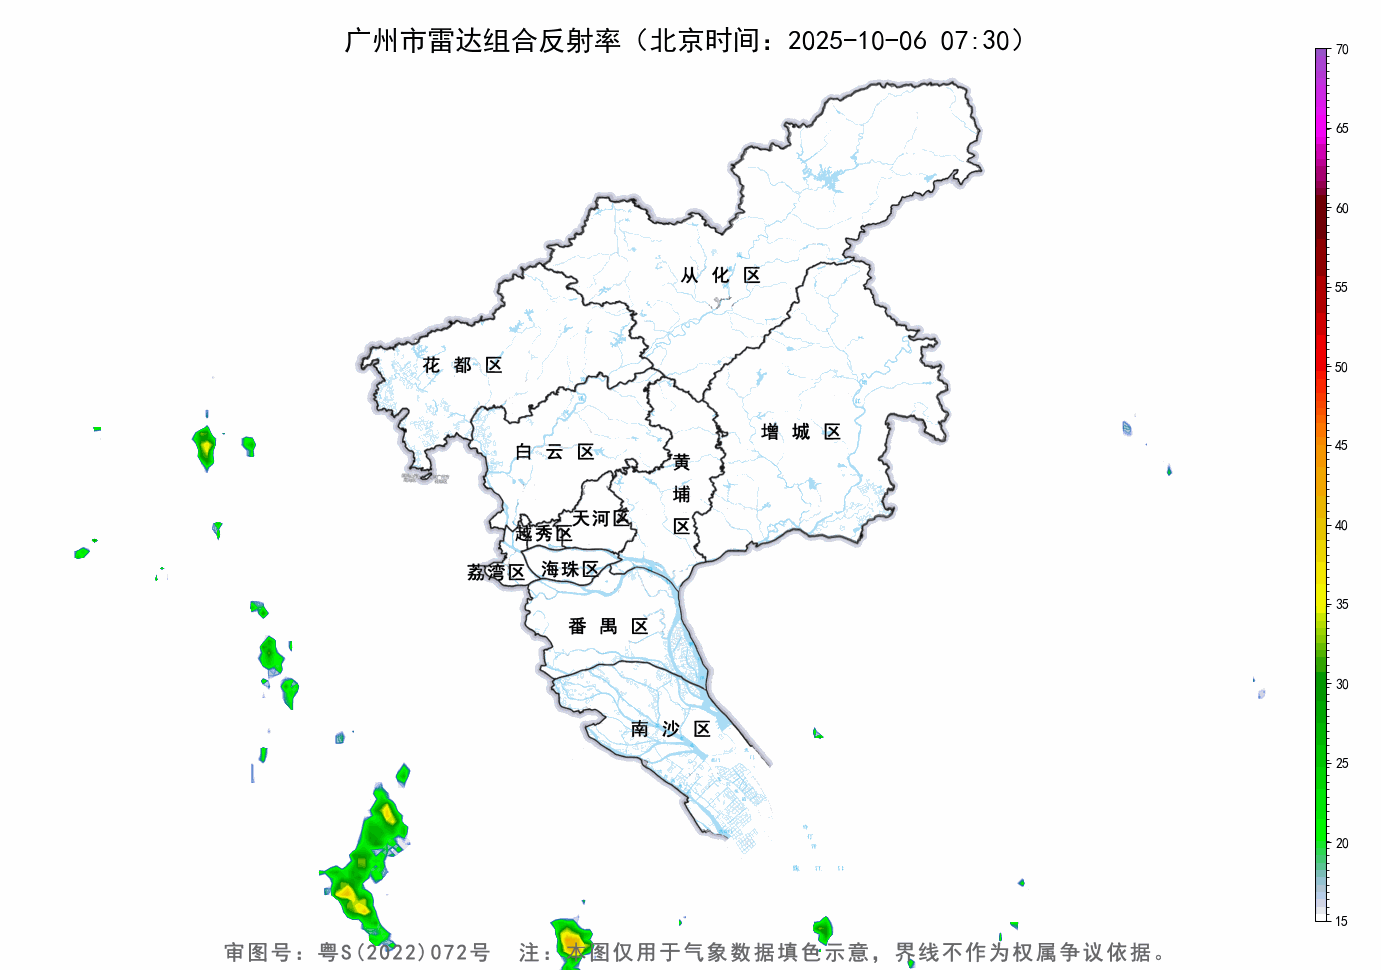 广州市雷达组合反射率（北京时间：2025-10-06 07:30）
70
65
60
55
50
45
40
35
30
25
20
15
从化区
花都区
增城区
白云区
黄埔区
天河区
越秀区
海珠区
荔湾区
番禺区
南沙区
审图号：粤S(2022)072号 注：本图仅用于气象数据填色示意，界线不作为权属争议依据。